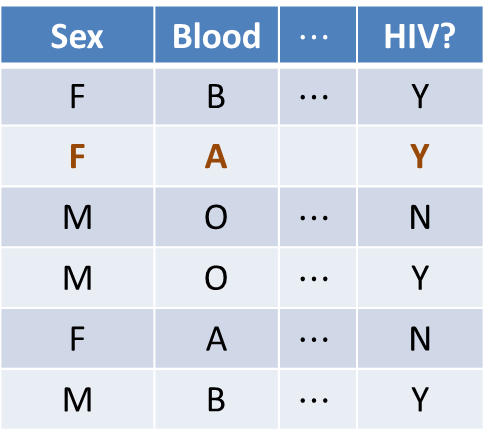 Sex Blood ... HIV?
F B ... Y
F A Y
M O ... N
M O ... Y
F A ... N
M B ... Y